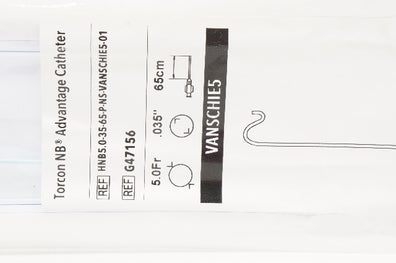 Torcon NB® Advantage Catheter
REF HNB5.0-35-65-P-NS-VANSCHIE5-01
REF G47156
5.0Fr .035" 65cm
VANSCHIE5